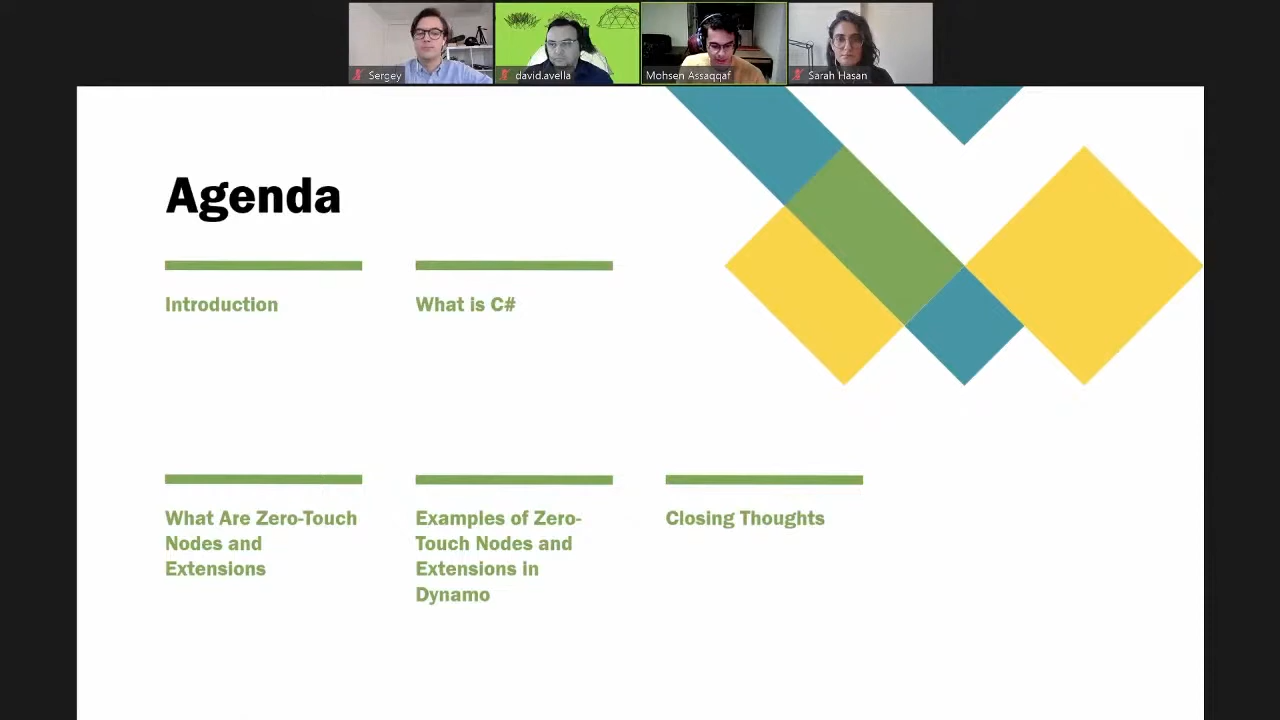 Sergey
david.avella
Mohsen Assaqqaf
Sarah Hasan
Agenda
Introduction
What is C#
What Are Zero-Touch
Nodes and
Extensions
Examples of Zero-
Touch Nodes and
Extensions in
Dynamo
Closing Thoughts